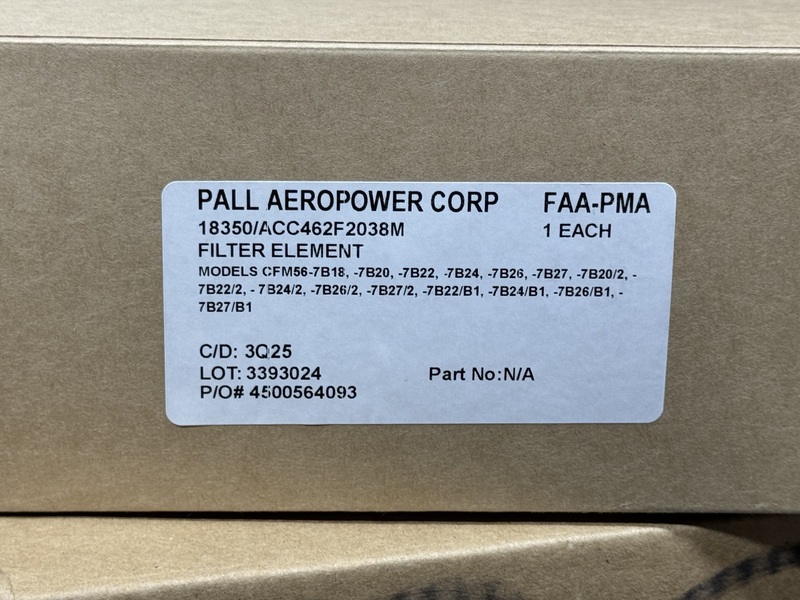 PALL AEROPOWER CORP FAA-PMA
18350/ACC462F2038M 1 EACH
FILTER ELEMENT
MODELS CFM56-7B18, -7B20, -7B22, -7B24, -7B26, -7B27, -7B20/2, -
7B22/2, - 7B24/2, -7B26/2, -7B27/2, -7B22/B1, -7B24/B1, -7B26/B1, -
7B27/B1
C/D: 3Q25
LOT: 3393024 Part No:N/A
P/O# 4500564093